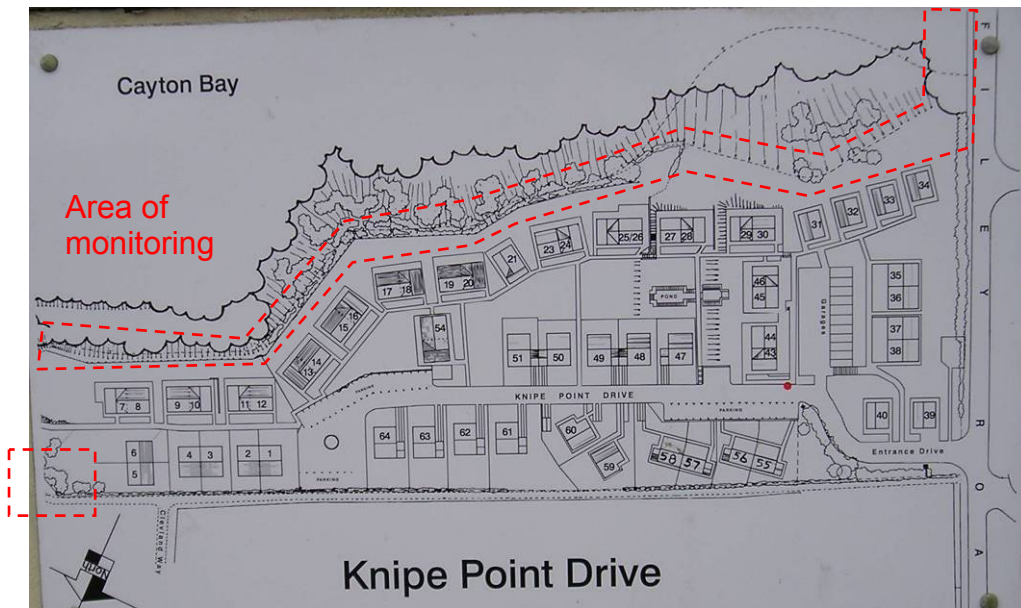 Cayton Bay
Area of
monitoring
FILEY ROAD
34
33
32
31
29 30
27 28
25/26
23 24
21
19 20
17 18
16
15
14
13
54
46
45
44
43
POND
Garages
35
36
37
38
51 50 49 48 47
KNIPE POINT DRIVE
PARKING
PARKING
7 8 9 10 11 12
6
5
4 3 2 1
PARKING
64 63 62 61 60
59
58 57 56 55
40 39
Entrance Drive
Cleyland Way
North
Knipe Point Drive